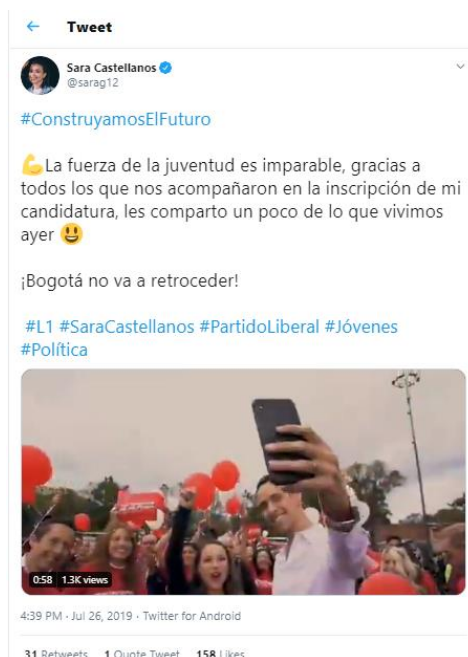 Tweet
Sara Castellanos
@sarag12
#ConstruyamosElFuturo
💪La fuerza de la juventud es imparable, gracias a
todos los que nos acompañaron en la inscripción de mi
candidatura, les comparto un poco de lo que vivimos
ayer 😃
¡Bogotá no va a retroceder!
#L1 #SaraCastellanos #PartidoLiberal #Jóvenes
#Política
0:58 1.3K views
4:39 PM · Jul 26, 2019 · Twitter for Android
31 Retweets 1 Quote Tweet 158 Likes